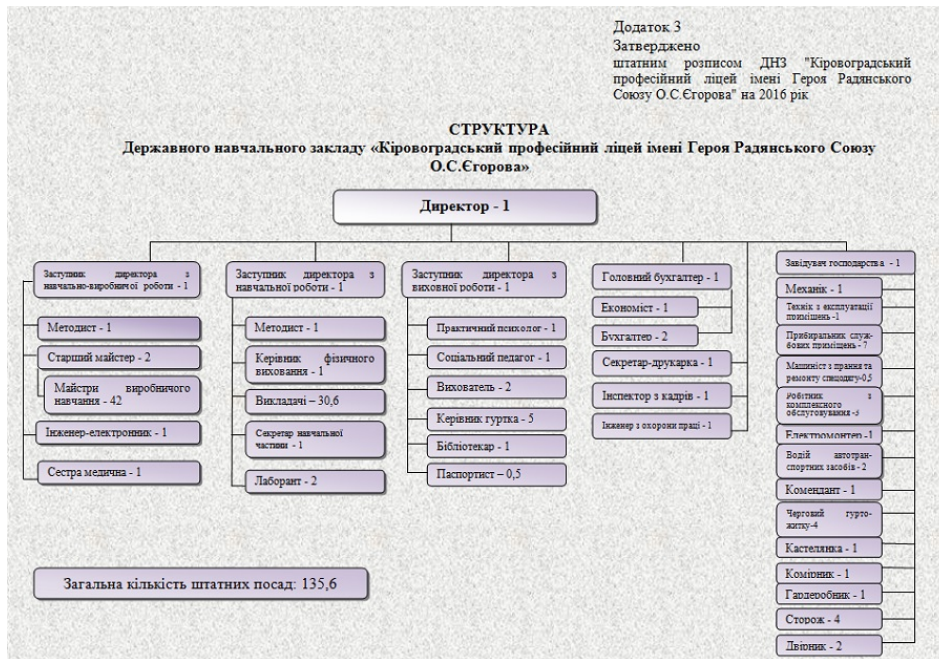 Додаток 3
Затверджено
штатним розписом ДНЗ "Кіровоградський
професійний ліцей імені Героя Радянського
Союзу О.С.Єгорова" на 2016 рік
СТРУКТУРА
Державного навчального закладу «Кіровоградський професійний ліцей імені Героя Радянського Союзу
О.С.Єгорова»
Директор - 1
Заступник директора з
навчально-виробничої роботи - 1
Методист - 1
Старший майстер - 2
Майстри виробничого
навчання - 42
Інженер-електронник - 1
Сестра медична - 1
Заступник директора з
навчальної роботи - 1
Методист - 1
Керівник фізичного
виховання - 1
Викладачі – 30,6
Секретар навчальної
частини - 1
Лаборант - 2
Заступник директора з
виховної роботи - 1
Практичний психолог - 1
Соціальний педагог - 1
Вихователь - 2
Керівник гуртка - 5
Бібліотекар - 1
Паспортист – 0,5
Головний бухгалтер - 1
Економіст - 1
Бухгалтер - 2
Секретар-друкарка - 1
Інспектор з кадрів - 1
Інженер з охорони праці - 1
Завідувач господарства - 1
Механік - 1
Технік з експлуатації
приміщень -1
Прибиральник служ-
бових приміщень - 7
Машиніст з прання та
ремонту спецодягу-0,5
Робітник з
комплексного
обслуговування -3
Електромонтер -1
Водій автотран-
спортних засобів - 2
Комендант - 1
Черговий гурто-
житку-4
Кастелянка - 1
Комірник - 1
Гардеробник - 1
Сторож - 4
Двірник - 2
Загальна кількість штатних посад: 135,6